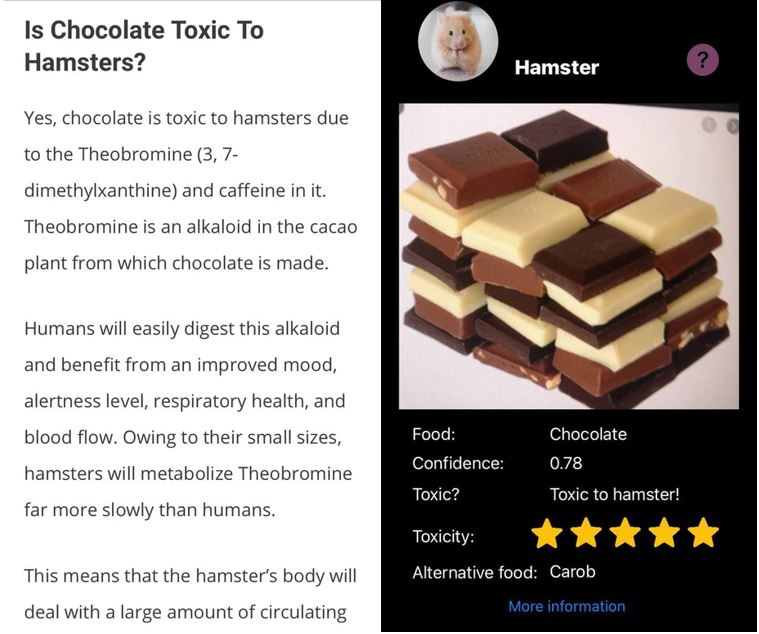 Is Chocolate Toxic To
Hamsters?
Yes, chocolate is toxic to hamsters due
to the Theobromine (3, 7-
dimethylxanthine) and caffeine in it.
Theobromine is an alkaloid in the cacao
plant from which chocolate is made.
Humans will easily digest this alkaloid
and benefit from an improved mood,
alertness level, respiratory health, and
blood flow. Owing to their small sizes,
hamsters will metabolize Theobromine
far more slowly than humans.
This means that the hamster’s body will
deal with a large amount of circulating
Hamster
?
Food: Chocolate
Confidence: 0.78
Toxic? Toxic to hamster!
Toxicity:
Alternative food: Carob
More information